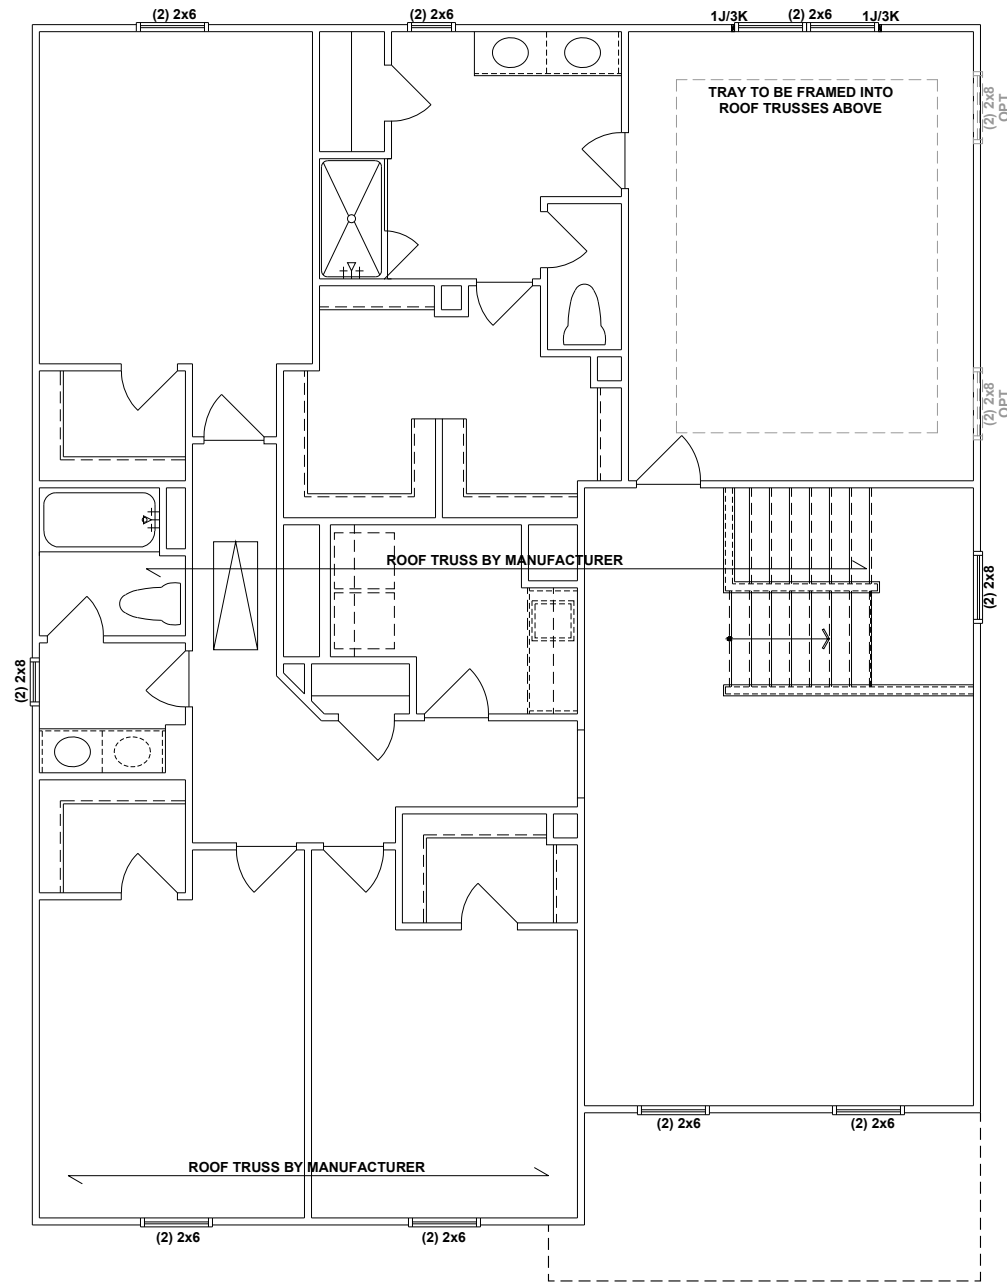 (2) 2x6
(2) 2x6
1J/3K
(2) 2x6
1J/3K
TRAY TO BE FRAMED INTO
ROOF TRUSSES ABOVE
(2) 2x8
OPT
(2) 2x8
OPT
ROOF TRUSS BY MANUFACTURER
(2) 2x8
(2) 2x8
(2) 2x6
(2) 2x6
ROOF TRUSS BY MANUFACTURER
(2) 2x6
(2) 2x6